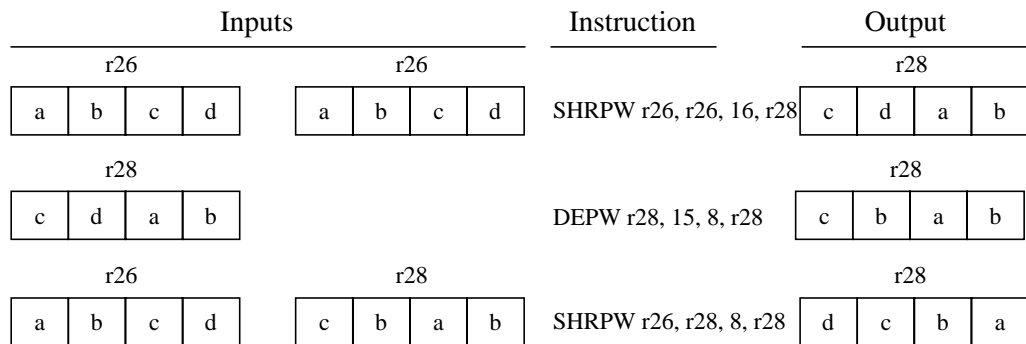 Inputs Instruction Output
r26 r26 r28
a b c d a b c d SHRPW r26, r26, 16, r28 c d a b
r28 r28
c d a b DEPW r28, 15, 8, r28 c b a b
r26 r28 r28
a b c d c b a b SHRPW r26, r28, 8, r28 d c b a